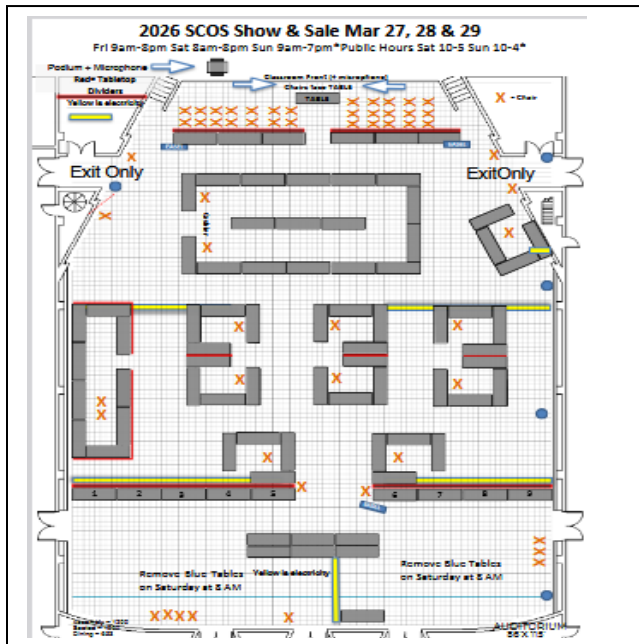 2026 SCOS Show & Sale Mar 27, 28 & 29
Fri 9am-8pm Sat 8am-8pm Sun 9am-7pm*Public Hours Sat 10-5 Sun 10-4*
Podium + Microphone
Classroom Front (+ microphone)
Chairs face TABLE
Red= Tabletop
Dividers
Yellow is electricity
TABLE
X - Chair
Exit Only
Exit Only
1 2 3 4 5
6 7 8 9
Remove Blue Tables
on Saturday at 8 AM
Yellow is electricity
Remove Blue Tables
on Saturday at 8 AM
AUDITORIUM